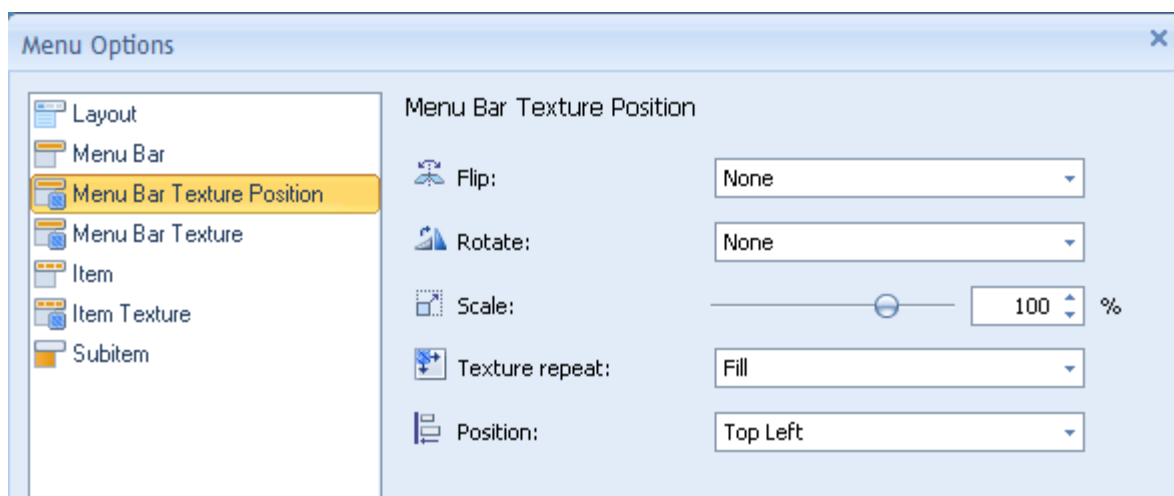 Menu Options
Layout
Menu Bar
Menu Bar Texture Position
Menu Bar Texture
Item
Item Texture
Subitem
Menu Bar Texture Position
Flip: None
Rotate: None
Scale: 100 %
Texture repeat: Fill
Position: Top Left